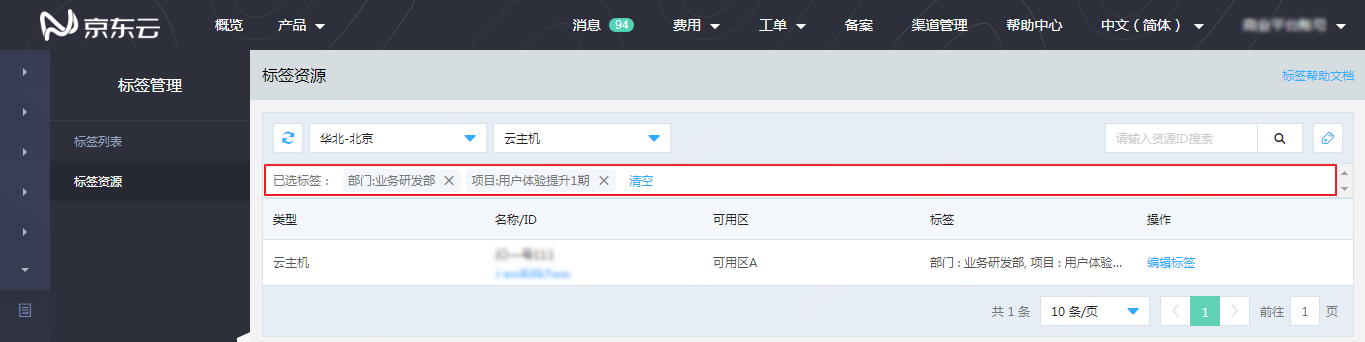 京东云 概览 产品 消息 94 费用 工单 备案 渠道管理 帮助中心 中文（简体）
标签管理 标签资源 标签帮助文档
标签列表
标签资源
华北-北京 云主机 请输入资源ID搜索
已选标签： 部门:业务研发部 项目:用户体验提升1期 清空
类型 名称/ID 可用区 标签 操作
云主机 可用区A 部门 : 业务研发部, 项目 : 用户体验... 编辑标签
共 1 条 10 条/页 1 前往 1 页